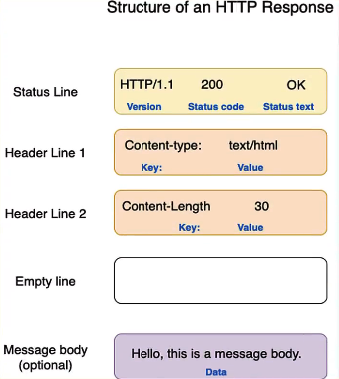 Structure of an HTTP Response
Status Line
HTTP/1.1 200 OK
Version Status code Status text
Header Line 1
Content-type: text/html
Key: Value
Header Line 2
Content-Length 30
Key: Value
Empty line
Message body
(optional)
Hello, this is a message body.
Data